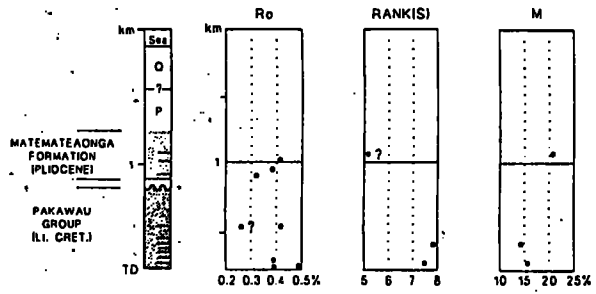 km
Sea
Q
?
P
MATEMATEAONGA
FORMATION
(PLIOCENE)
1
PAKAWAU
GROUP
(U. CRET.)
TD
Ro
km
1
?
0.2 0.3 0.4 0.5%
RANK(S)
?
5 6 7 8
M
10 15 20 25%